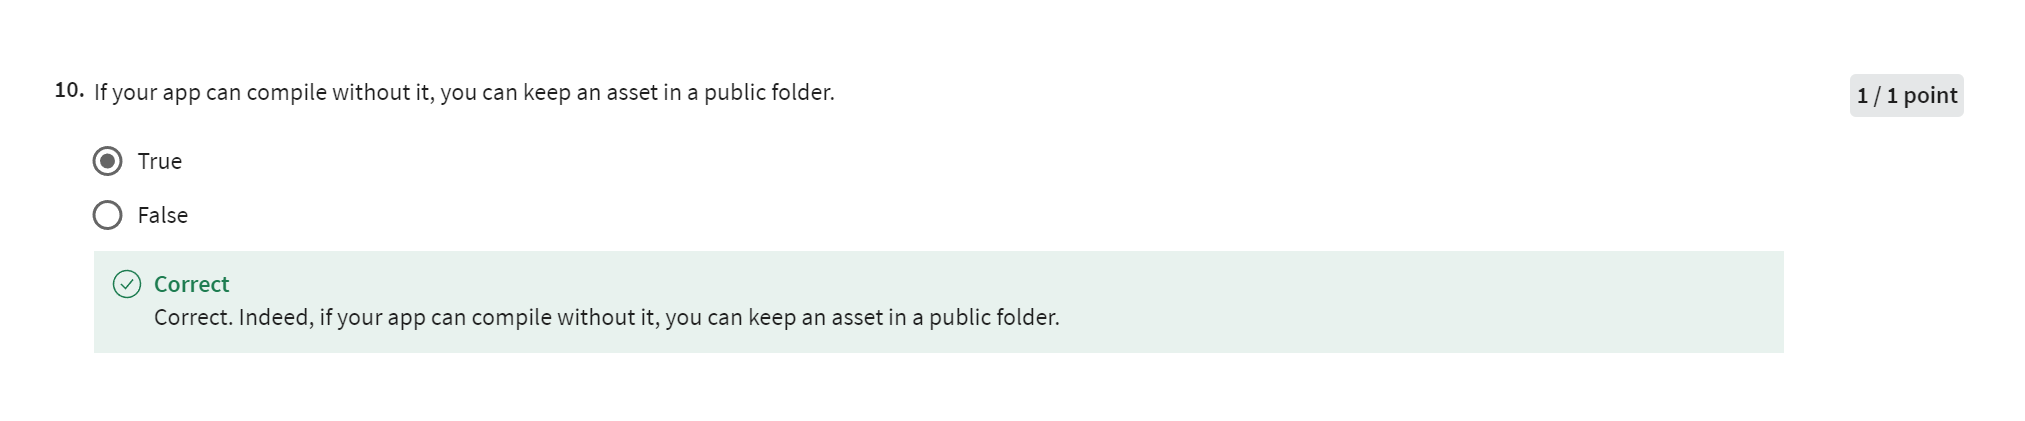 10. If your app can compile without it, you can keep an asset in a public folder.
1 / 1 point
True
False
Correct
Correct. Indeed, if your app can compile without it, you can keep an asset in a public folder.